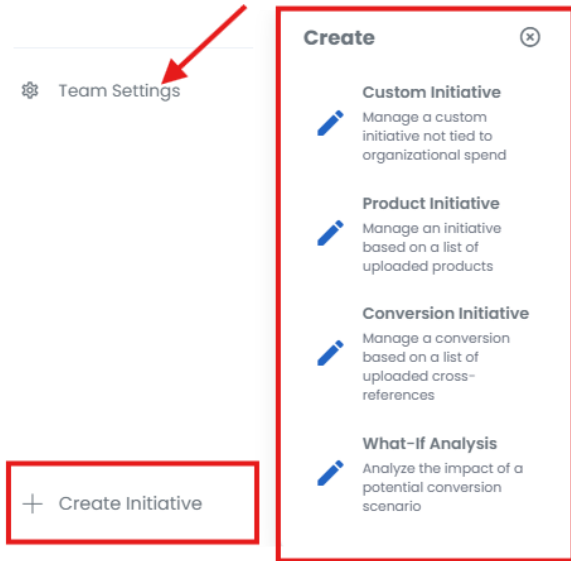 Team Settings
Create Initiative
Create
Custom Initiative
Manage a custom
initiative not tied to
organizational spend
Product Initiative
Manage an initiative
based on a list of
uploaded products
Conversion Initiative
Manage a conversion
based on a list of
uploaded cross-
references
What-If Analysis
Analyze the impact of a
potential conversion
scenario